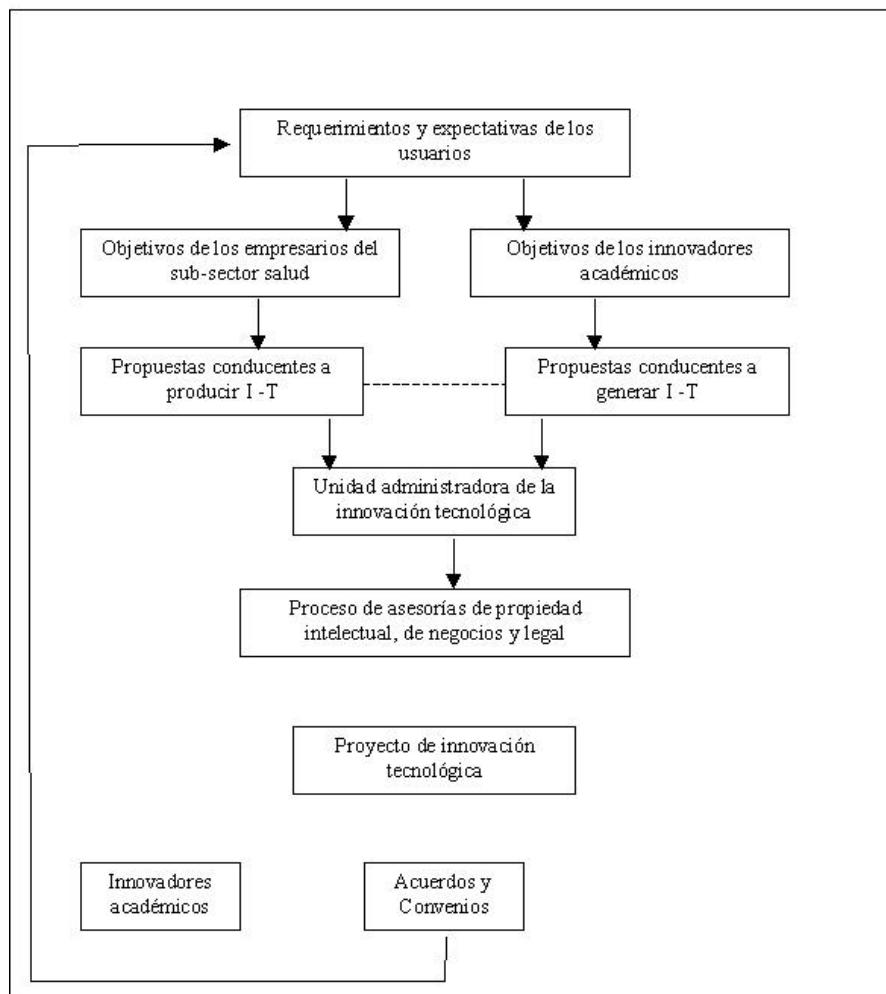 Requerimientos y expectativas de los
usuarios
Objetivos de los empresarios del
sub-sector salud
Objetivos de los innovadores
académicos
Propuestas conducentes a
producir I -T
Propuestas conducentes a
generar I -T
Unidad administradora de la
innovación tecnológica
Proceso de asesorías de propiedad
intelectual, de negocios y legal
Proyecto de innovación
tecnológica
Innovadores
académicos
Acuerdos y
Convenios